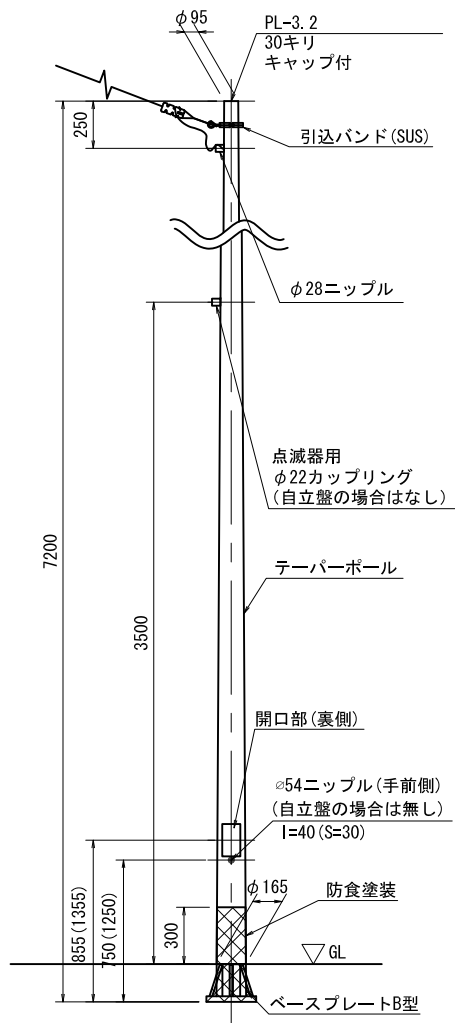 φ95
PL-3.2
30キリ
キャップ付
250
引込バンド(SUS)
φ28ニップル
点滅器用
φ22カップリング
(自立盤の場合はなし)
7200
3500
テーパーポール
開口部(裏側)
⌀54ニップル(手前側)
(自立盤の場合は無し)
l=40(S=30)
855(1355)
750(1250)
300
φ165
防食塗装
GL
ベースプレートB型